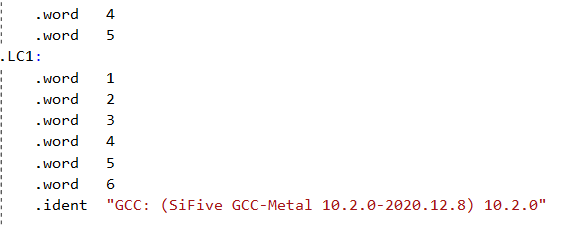 .word 4
.word 5
.LC1:
.word 1
.word 2
.word 3
.word 4
.word 5
.word 6
.ident "GCC: (SiFive GCC-Metal 10.2.0-2020.12.8) 10.2.0"